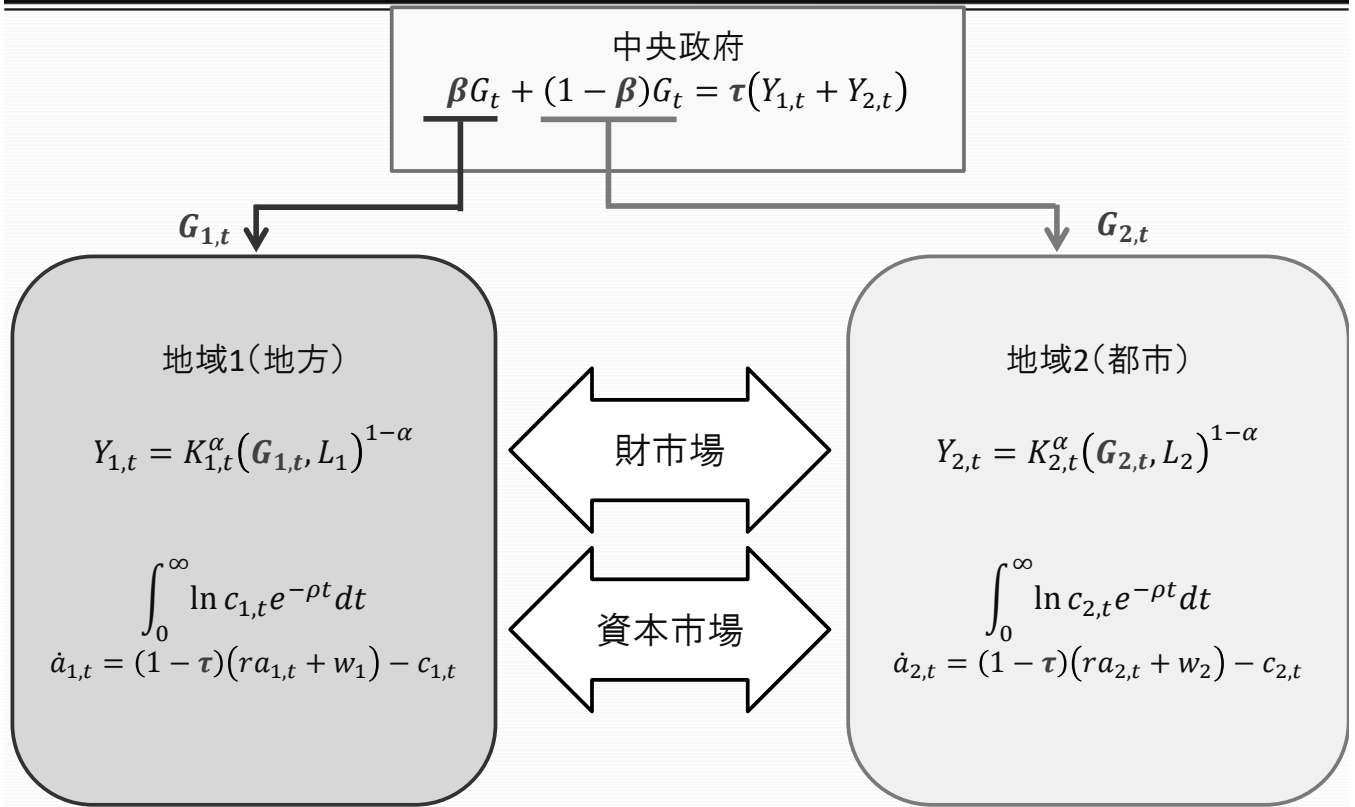 中央政府
βG_t + (1 − β)G_t = τ(Y_{1,t} + Y_{2,t})
G_{1,t}
G_{2,t}
地域1(地方)
Y_{1,t} = K_{1,t}^α(G_{1,t}, L_1)^{1−α}
∫_0^∞ ln c_{1,t} e^{−ρt} dt
ȧ_{1,t} = (1 − τ)(ra_{1,t} + w_1) − c_{1,t}
財市場
資本市場
地域2(都市)
Y_{2,t} = K_{2,t}^α(G_{2,t}, L_2)^{1−α}
∫_0^∞ ln c_{2,t} e^{−ρt} dt
ȧ_{2,t} = (1 − τ)(ra_{2,t} + w_2) − c_{2,t}